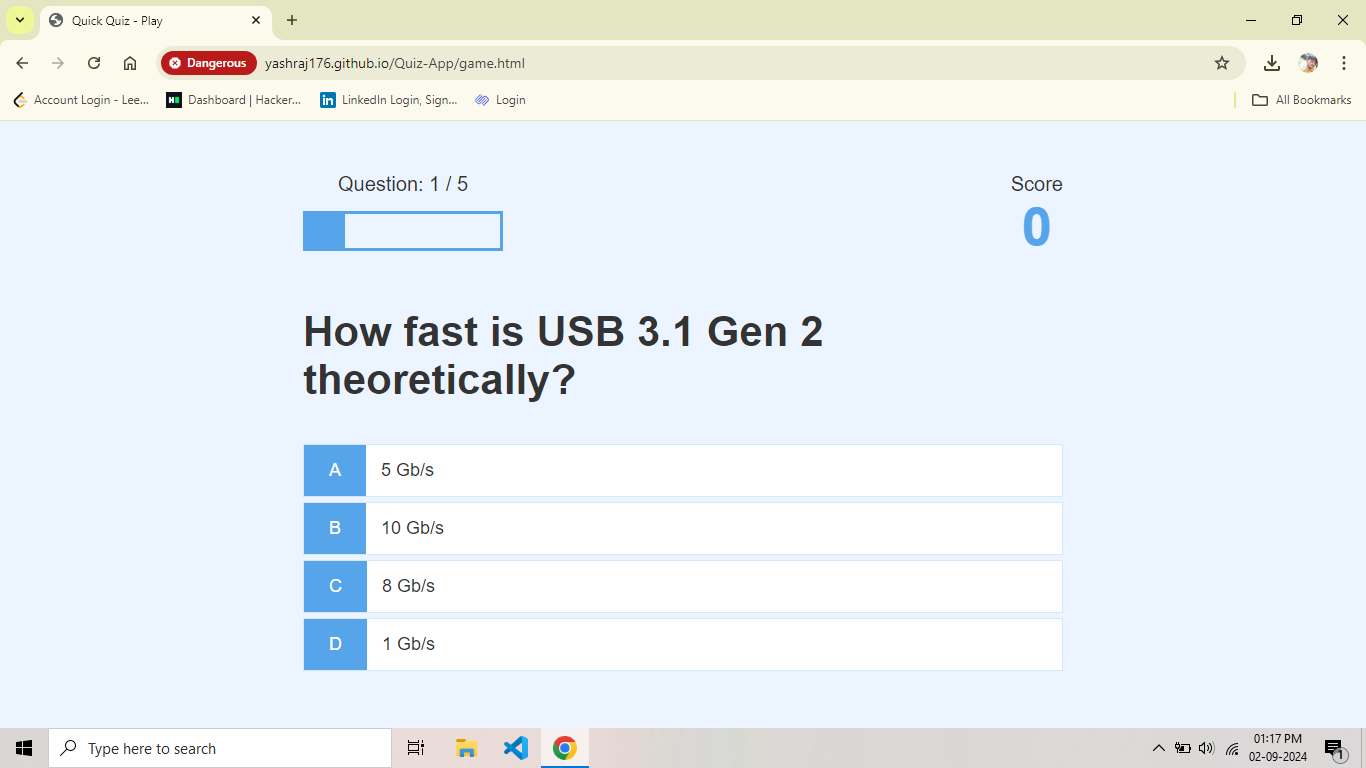 Quick Quiz - Play
Dangerous
yashraj176.github.io/Quiz-App/game.html
Account Login - Lee...
Dashboard | Hacker...
LinkedIn Login, Sign...
Login
All Bookmarks
Question: 1 / 5
Score
0
How fast is USB 3.1 Gen 2
theoretically?
A 5 Gb/s
B 10 Gb/s
C 8 Gb/s
D 1 Gb/s
Type here to search
01:17 PM
02-09-2024
1